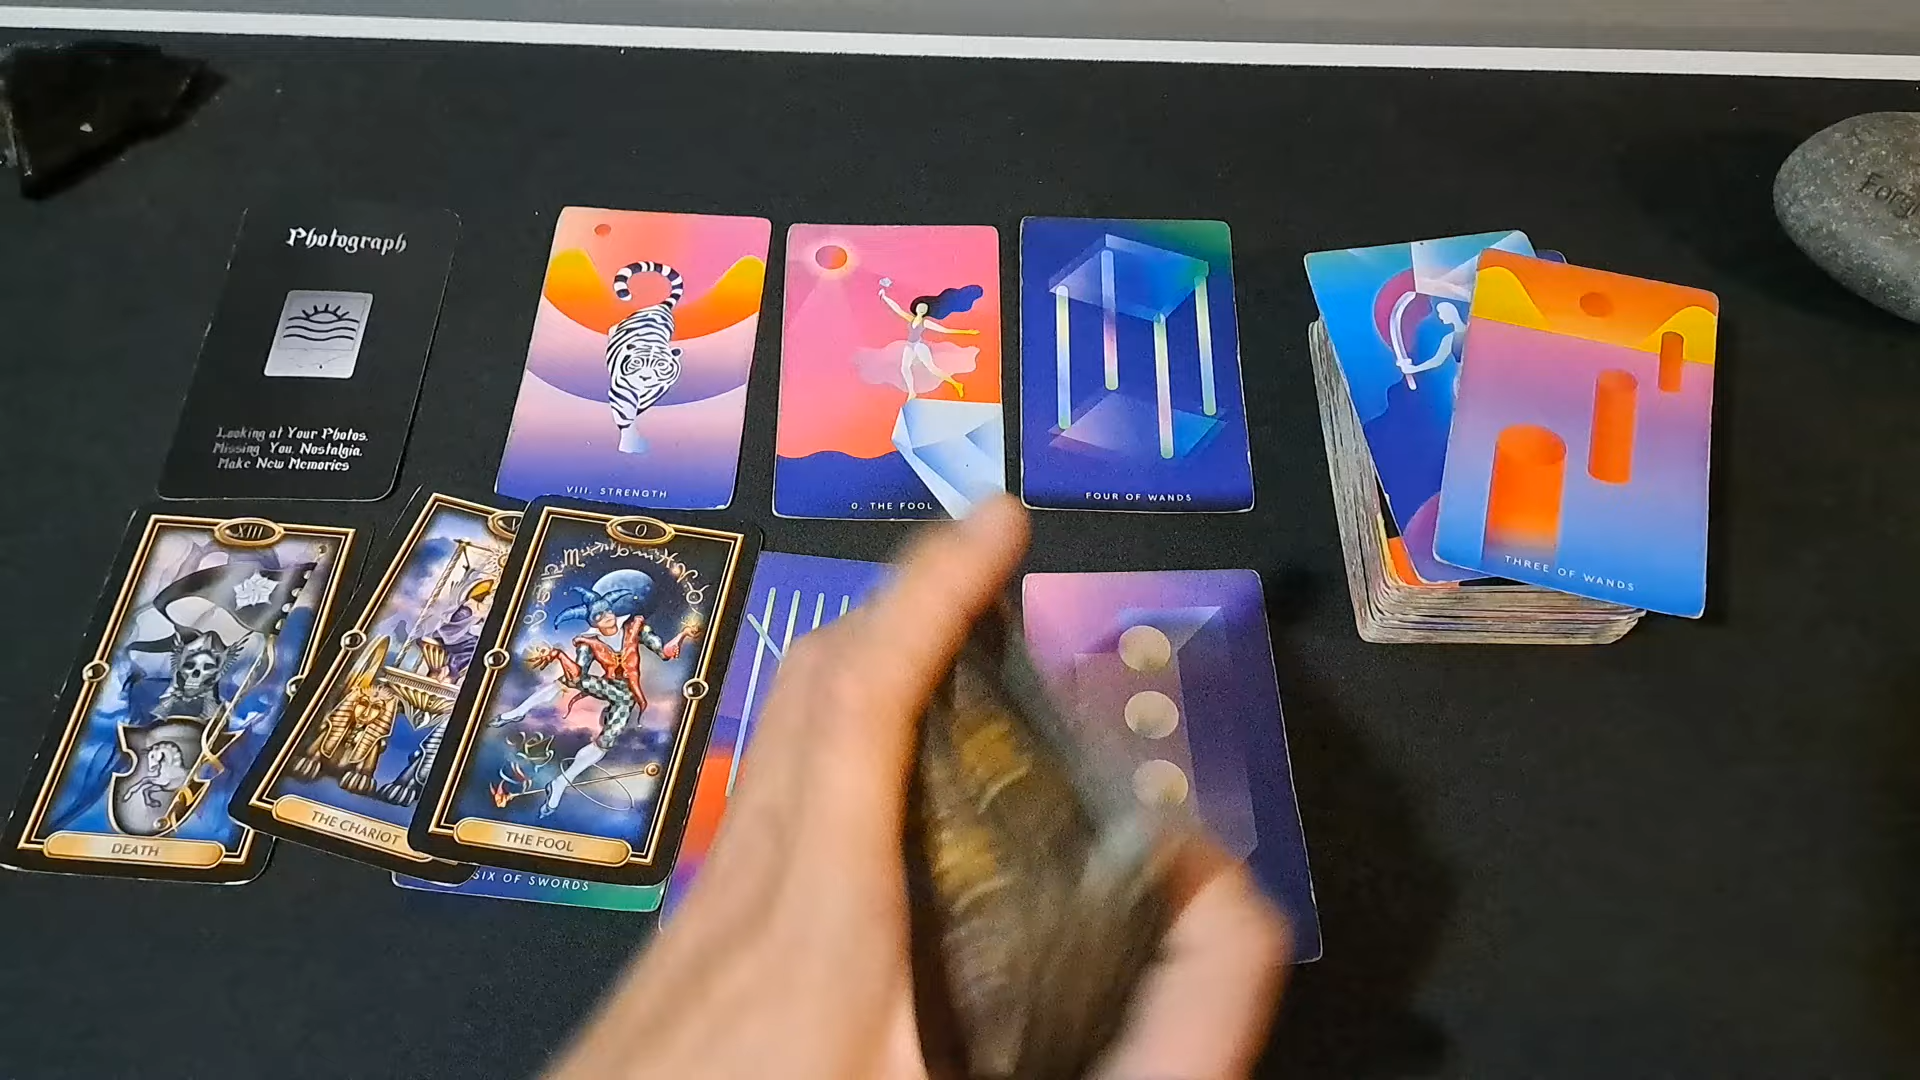 Photograph
Looking at Your Photos.
Missing You. Nostalgia.
Make New Memories
VIII. STRENGTH
0. THE FOOL
FOUR OF WANDS
THREE OF WANDS
XIII
DEATH
THE CHARIOT
0
THE FOOL
SIX OF SWORDS